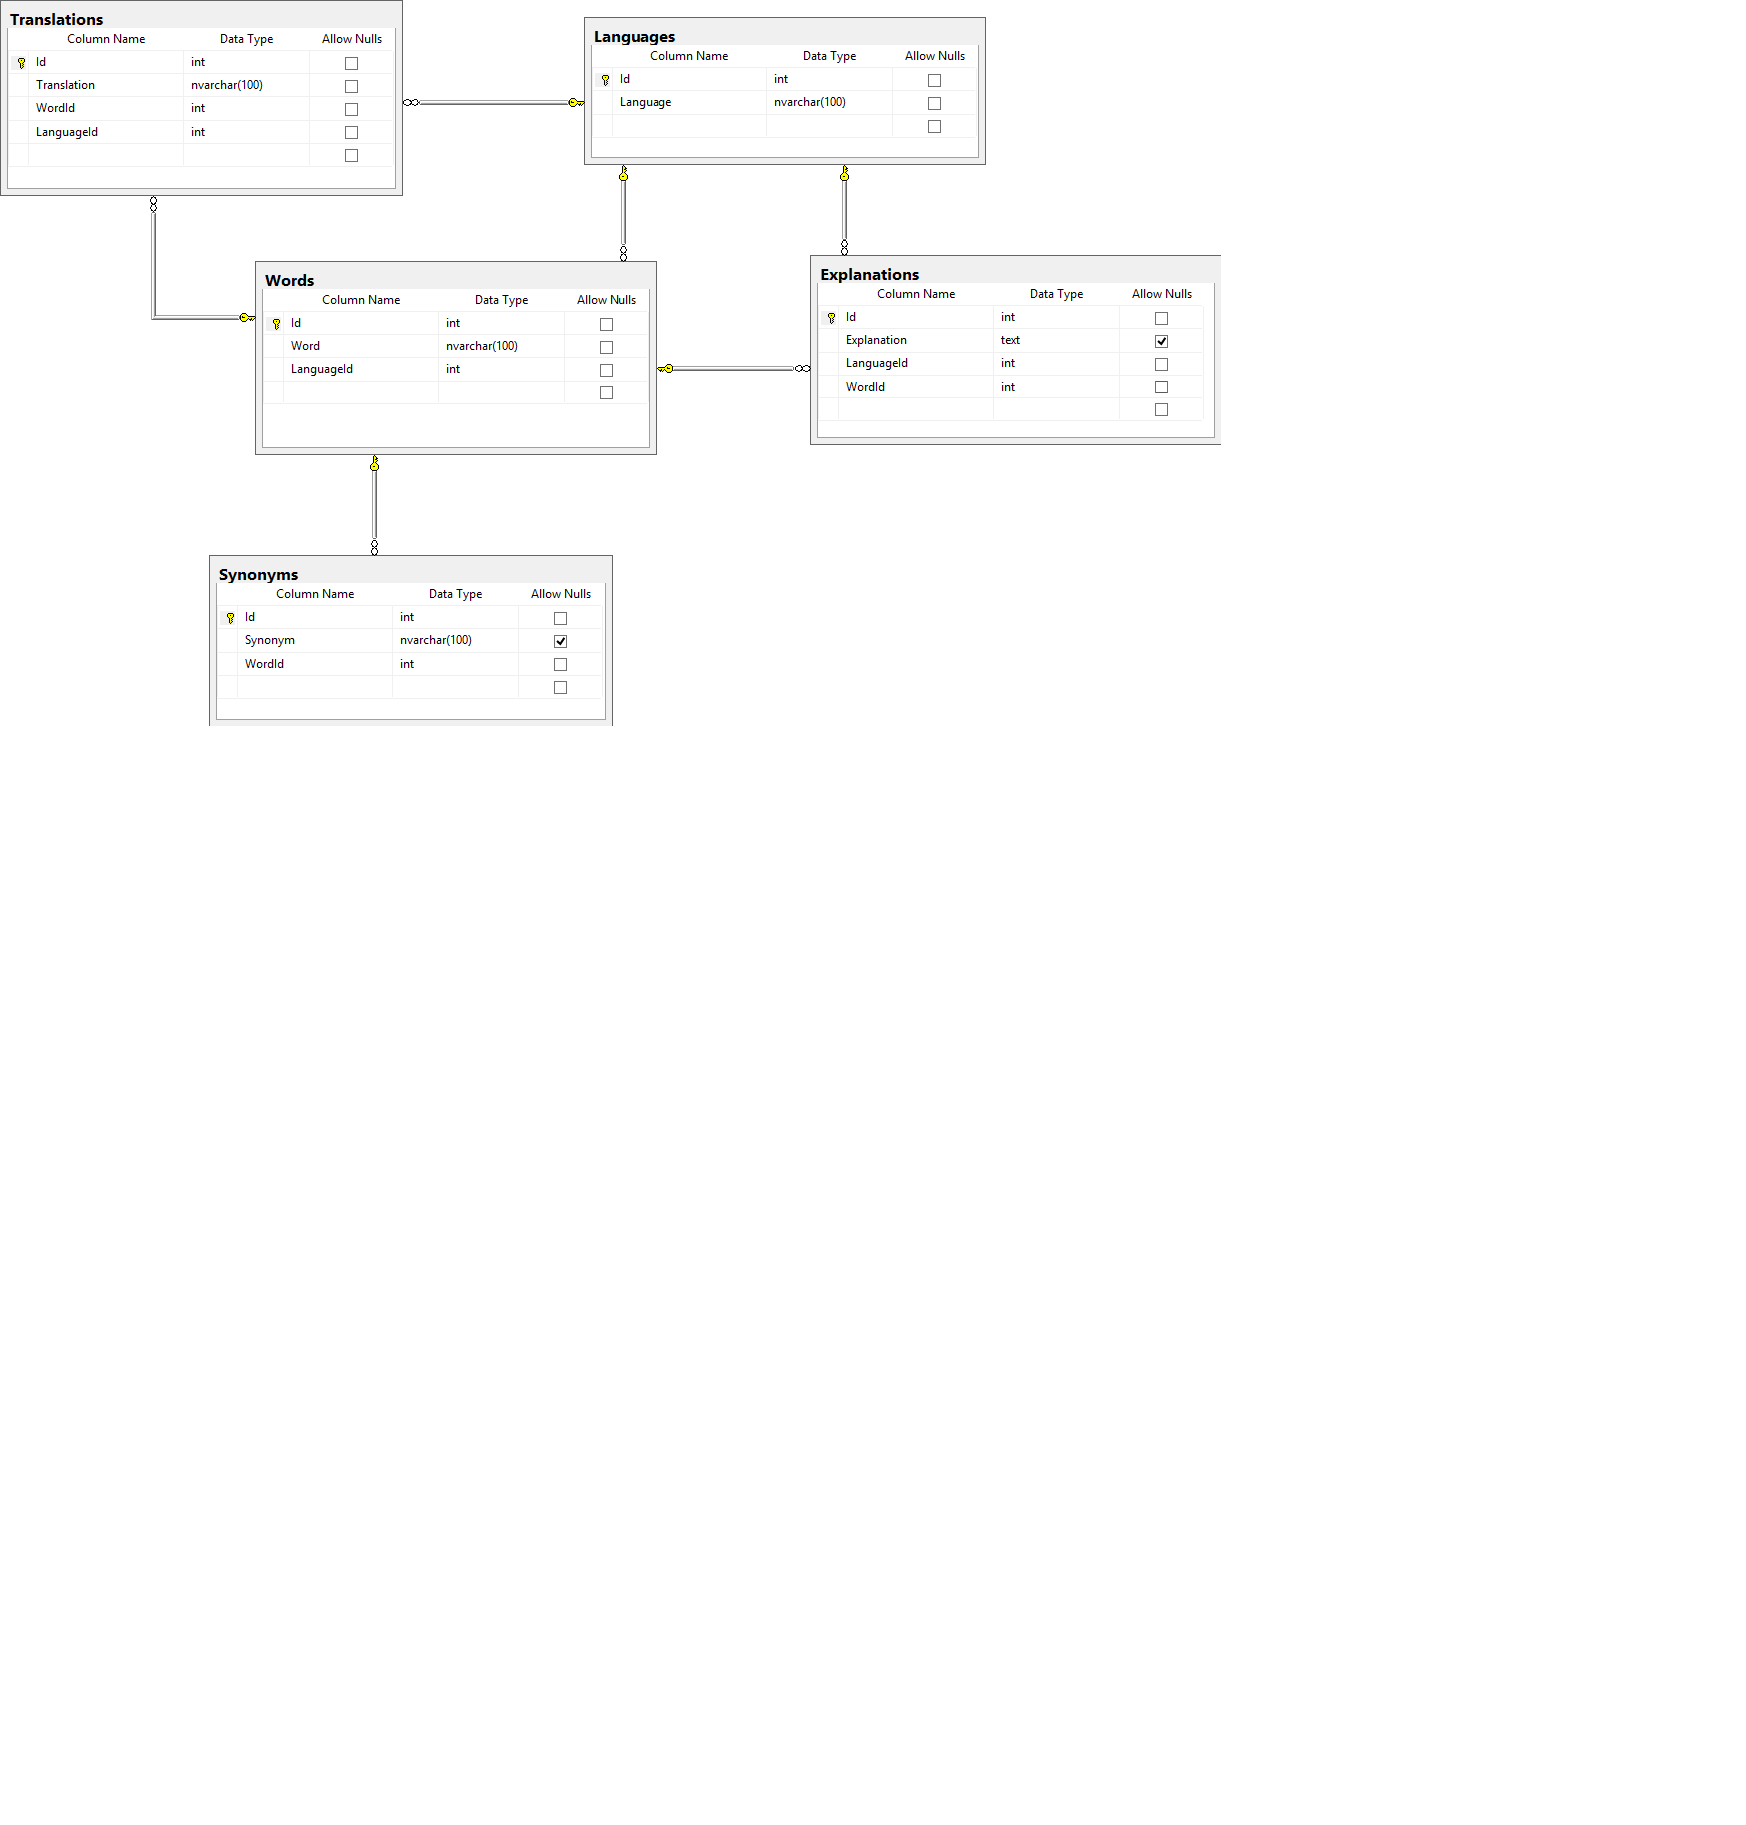 Translations
Column Name Data Type Allow Nulls
Id int
Translation nvarchar(100)
WordId int
LanguageId int
Languages
Column Name Data Type Allow Nulls
Id int
Language nvarchar(100)
Words
Column Name Data Type Allow Nulls
Id int
Word nvarchar(100)
LanguageId int
Explanations
Column Name Data Type Allow Nulls
Id int
Explanation text
LanguageId int
WordId int
Synonyms
Column Name Data Type Allow Nulls
Id int
Synonym nvarchar(100)
WordId int